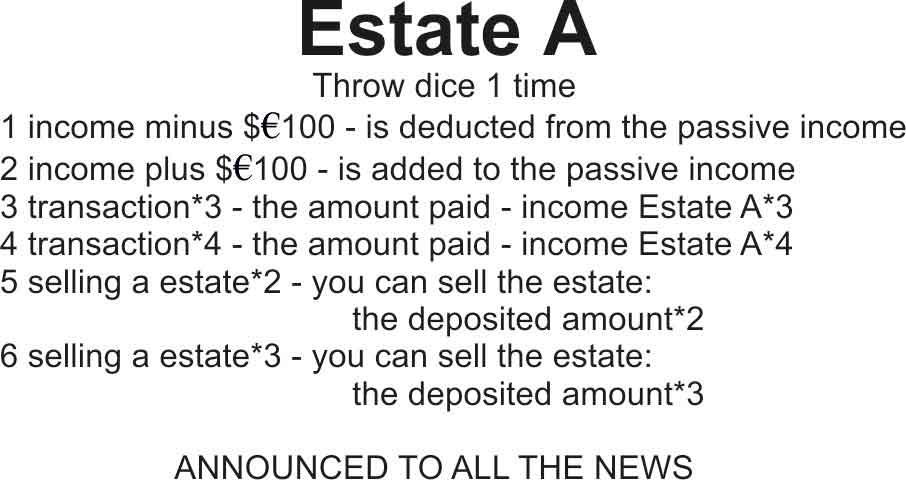 Estate A
Throw dice 1 time
1 income minus $€100 - is deducted from the passive income
2 income plus $€100 - is added to the passive income
3 transaction*3 - the amount paid - income Estate A*3
4 transaction*4 - the amount paid - income Estate A*4
5 selling a estate*2 - you can sell the estate:
the deposited amount*2
6 selling a estate*3 - you can sell the estate:
the deposited amount*3
ANNOUNCED TO ALL THE NEWS